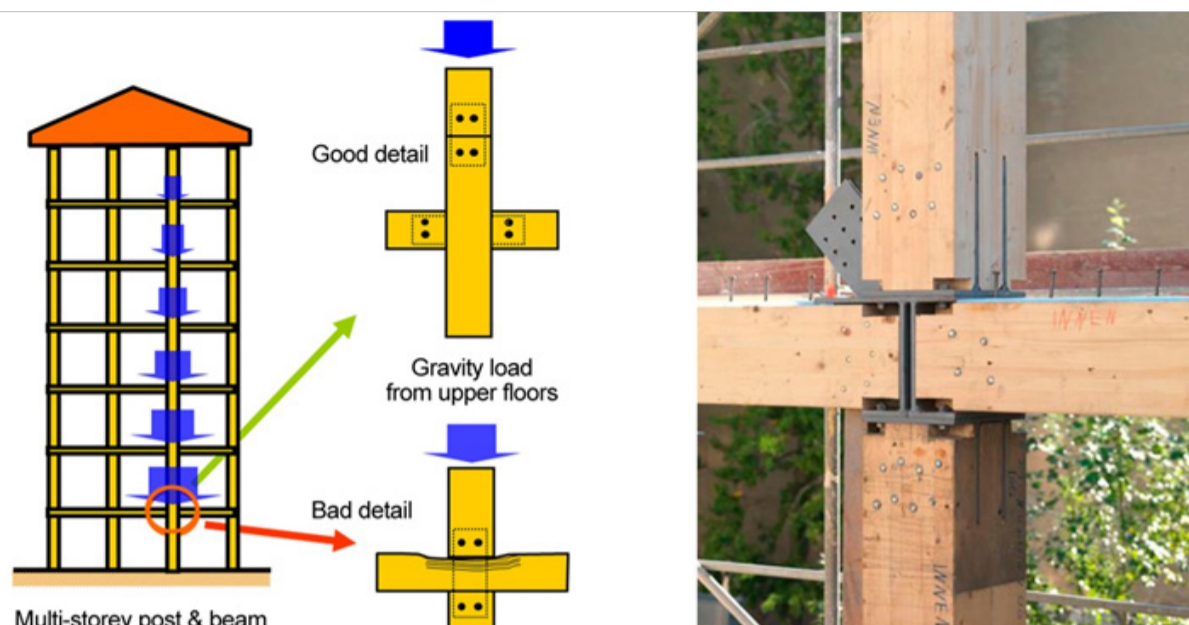 Good detail
Gravity load
from upper floors
Bad detail
Multi-storey post & beam
INNEN
INNEN
INNEN